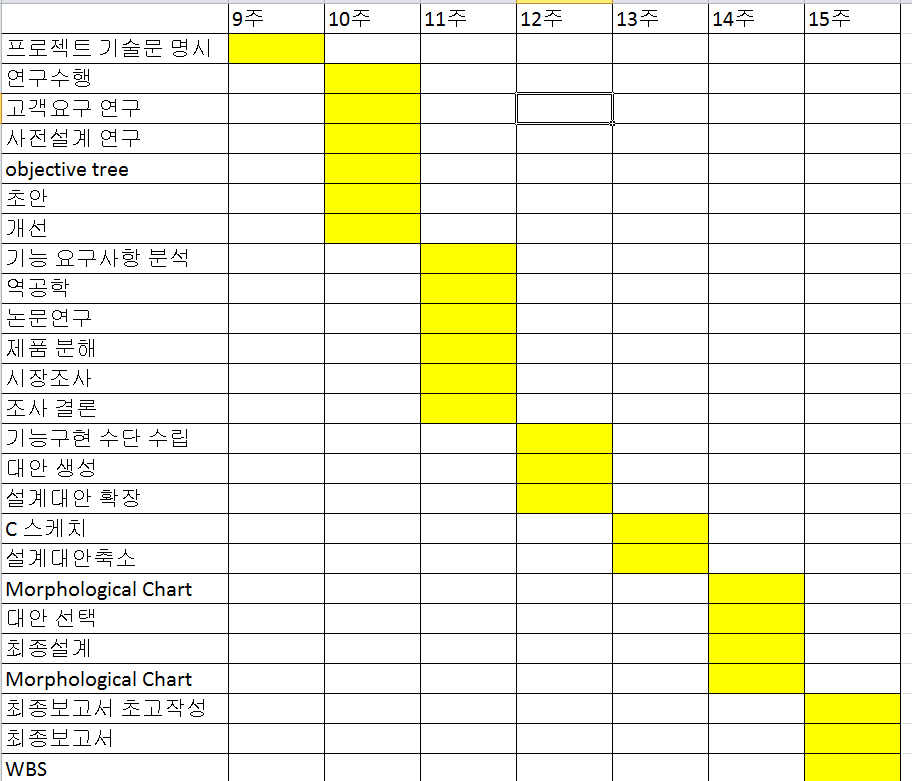 9주 10주 11주 12주 13주 14주 15주
프로젝트 기술문 명시
연구수행
고객요구 연구
사전설계 연구
objective tree
초안
개선
기능 요구사항 분석
역공학
논문연구
제품 분해
시장조사
조사 결론
기능구현 수단 수립
대안 생성
설계대안 확장
C 스케치
설계대안축소
Morphological Chart
대안 선택
최종설계
Morphological Chart
최종보고서 초고작성
최종보고서
WBS